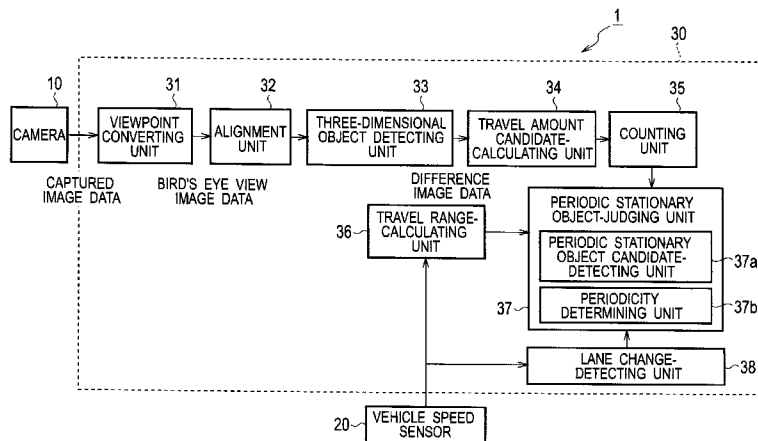 1
30
10
31
32
33
34
35
CAMERA
VIEWPOINT
CONVERTING
UNIT
ALIGNMENT
UNIT
THREE-DIMENSIONAL
OBJECT DETECTING
UNIT
TRAVEL AMOUNT
CANDIDATE-
CALCULATING UNIT
COUNTING
UNIT
CAPTURED
IMAGE DATA
BIRD'S EYE VIEW
IMAGE DATA
DIFFERENCE
IMAGE DATA
36
TRAVEL RANGE-
CALCULATING
UNIT
PERIODIC STATIONARY
OBJECT-JUDGING UNIT
PERIODIC STATIONARY
OBJECT CANDIDATE-
DETECTING UNIT
37a
37
PERIODICITY
DETERMINING UNIT
37b
LANE CHANGE-
DETECTING UNIT
38
20
VEHICLE SPEED
SENSOR